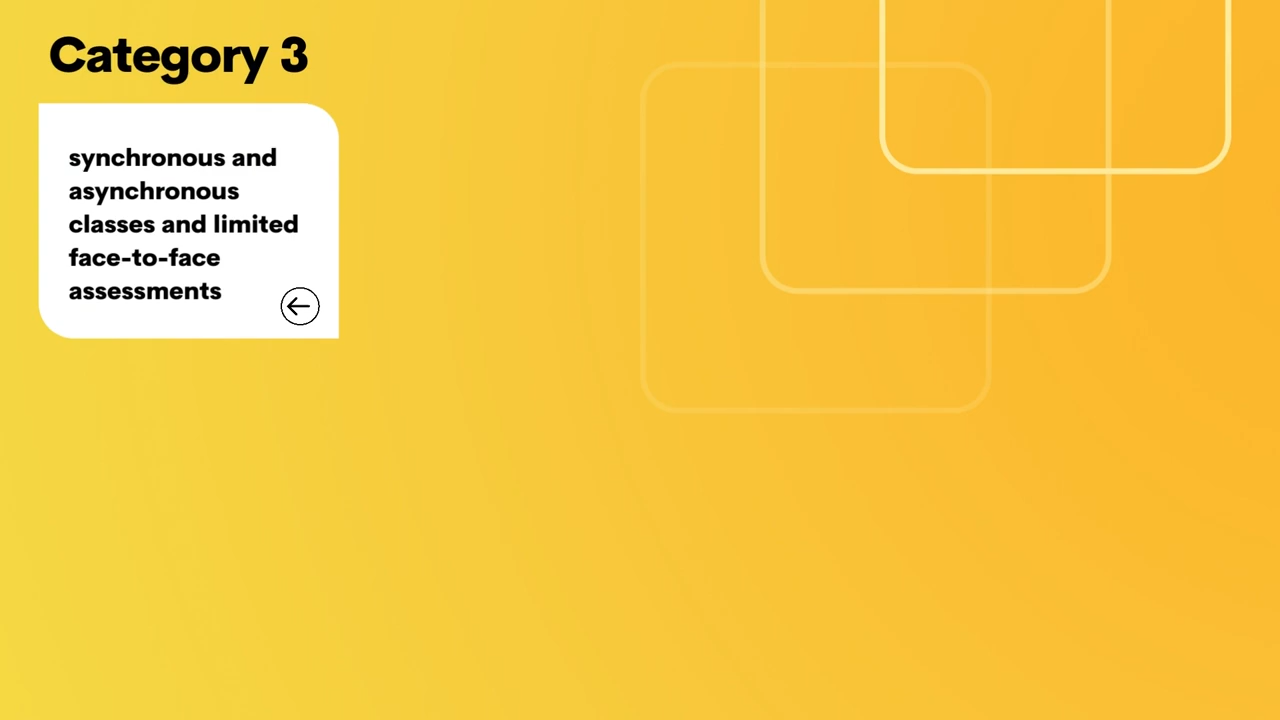 Category 3
synchronous and
asynchronous
classes and limited
face-to-face
assessments